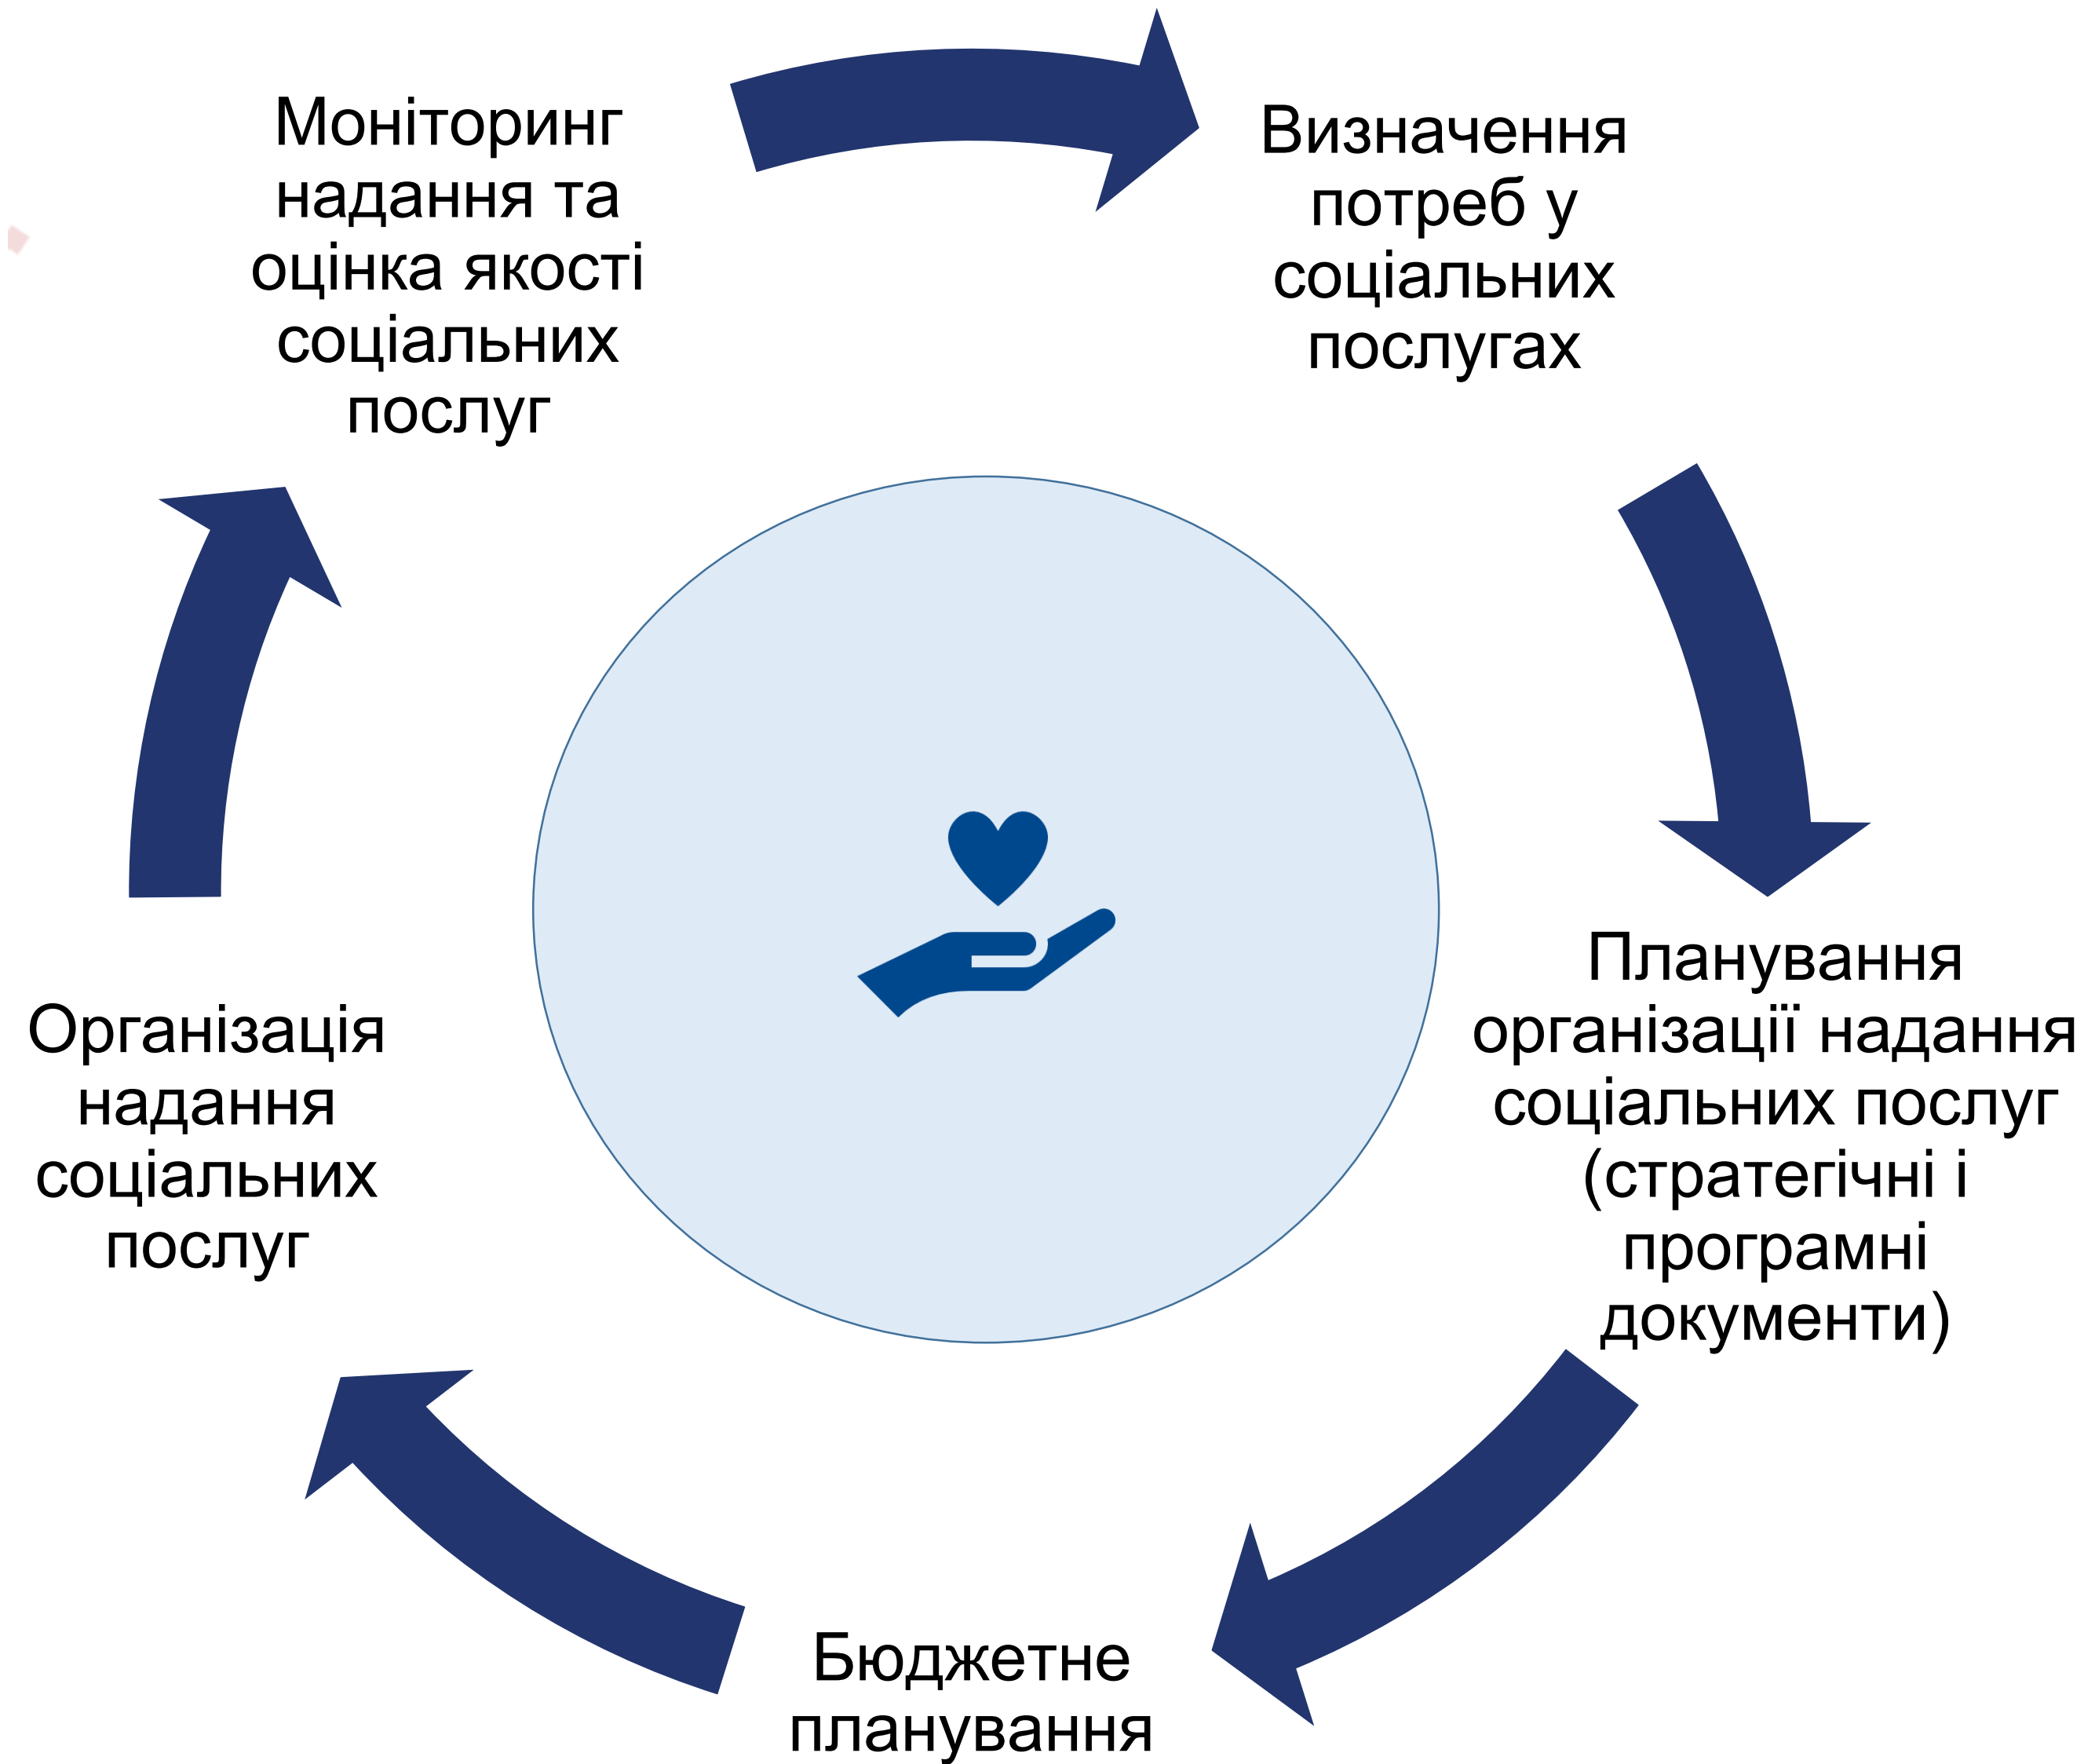 Моніторинг
надання та
оцінка якості
соціальних
послуг
Визначення
потреб у
соціальних
послугах
Планування
організації надання
соціальних послуг
(стратегічні і
програмні
документи)
Бюджетне
планування
Організація
надання
соціальних
послуг